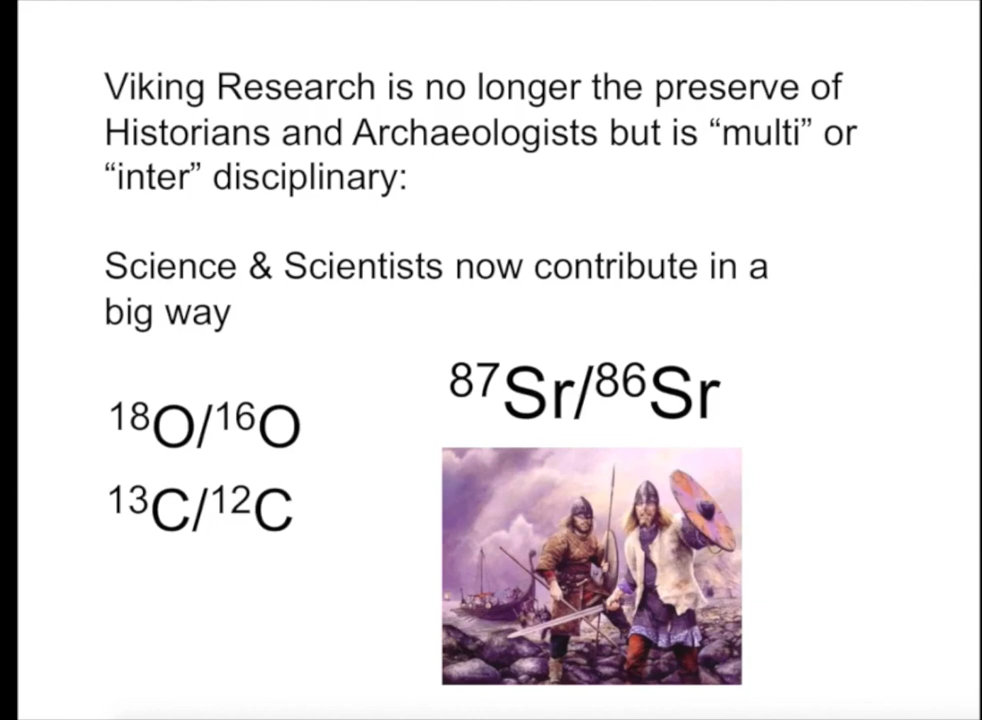 Viking Research is no longer the preserve of
Historians and Archaeologists but is “multi” or
“inter” disciplinary:
Science & Scientists now contribute in a
big way
⁸⁷Sr/⁸⁶Sr
¹⁸O/¹⁶O
¹³C/¹²C